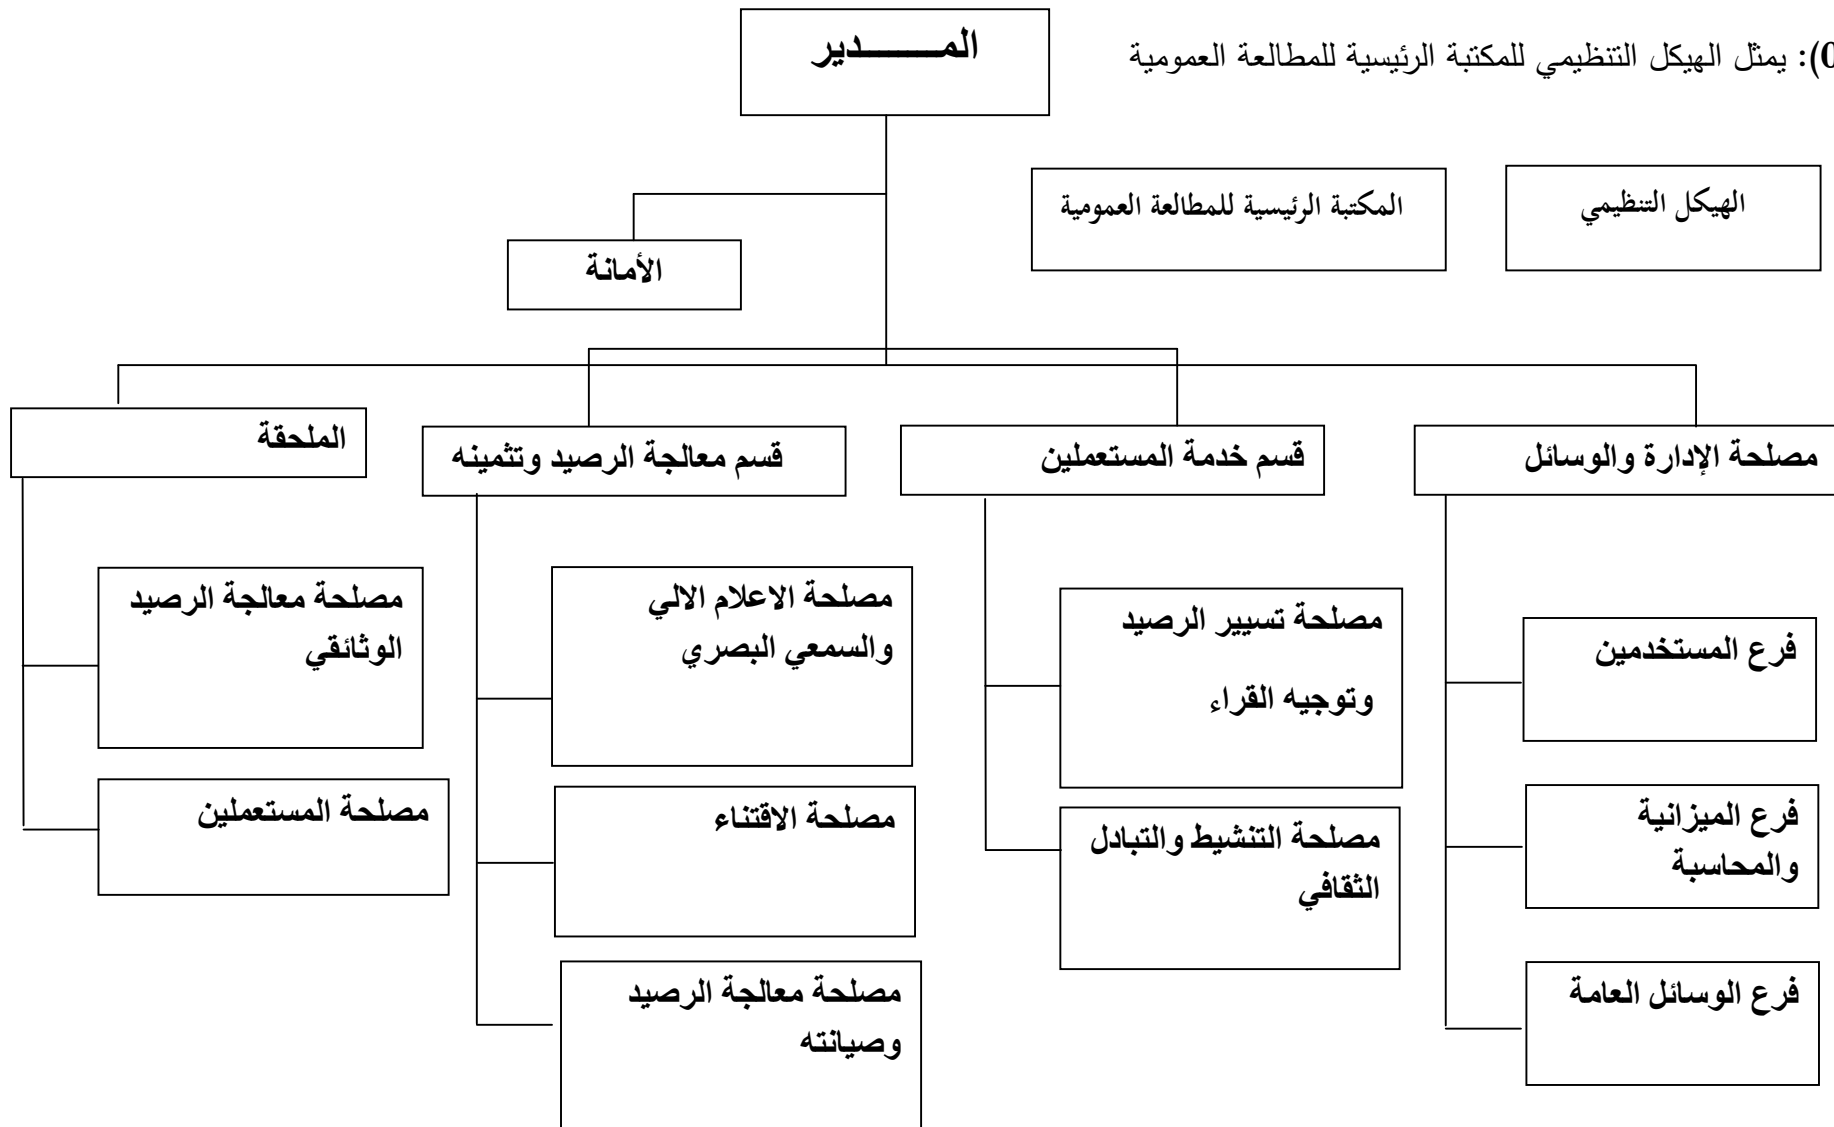 0): يمثل الهيكل التنظيمي للمكتبة الرئيسية للمطالعة العمومية
المـــــــدير
الهيكل التنظيمي
المكتبة الرئيسية للمطالعة العمومية
الأمانة
مصلحة الإدارة والوسائل
قسم خدمة المستعملين
قسم معالجة الرصيد وتثمينه
الملحقة
فرع المستخدمين
فرع الميزانية
والمحاسبة
فرع الوسائل العامة
مصلحة تسيير الرصيد
وتوجيه القراء
مصلحة التنشيط والتبادل
الثقافي
مصلحة الاعلام الالي
والسمعي البصري
مصلحة الاقتناء
مصلحة معالجة الرصيد
وصيانته
مصلحة معالجة الرصيد
الوثائقي
مصلحة المستعملين